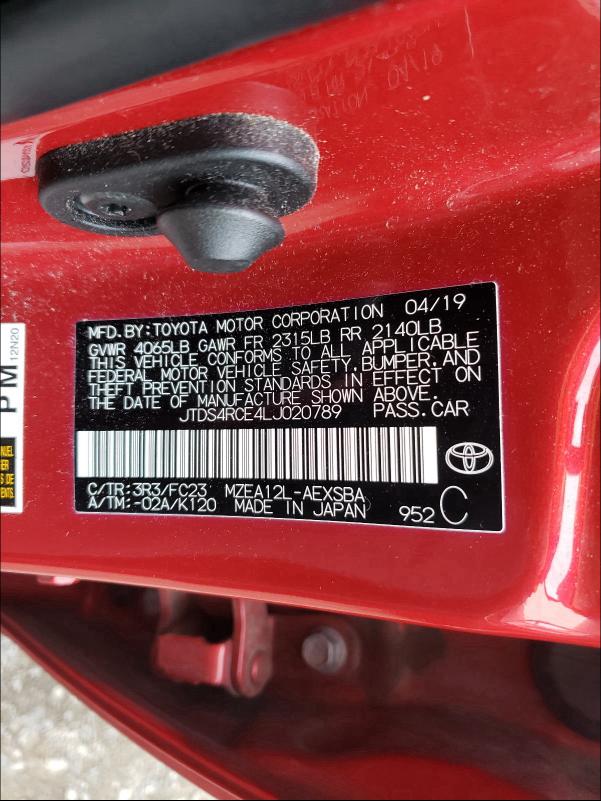 MFD. BY: TOYOTA MOTOR CORPORATION 04/19
GVWR 4065LB GAWR FR 2315LB RR 2140LB
THIS VEHICLE CONFORMS TO ALL APPLICABLE
FEDERAL MOTOR VEHICLE SAFETY, BUMPER, AND
THEFT PREVENTION STANDARDS IN EFFECT ON
THE DATE OF MANUFACTURE SHOWN ABOVE.
JTDS4RCE4LJ020789 PASS. CAR
C/TR: 3R3/FC23 MZEA12L-AEXSBA
A/TM: -02A/K120 MADE IN JAPAN 952 C
PM
12N20